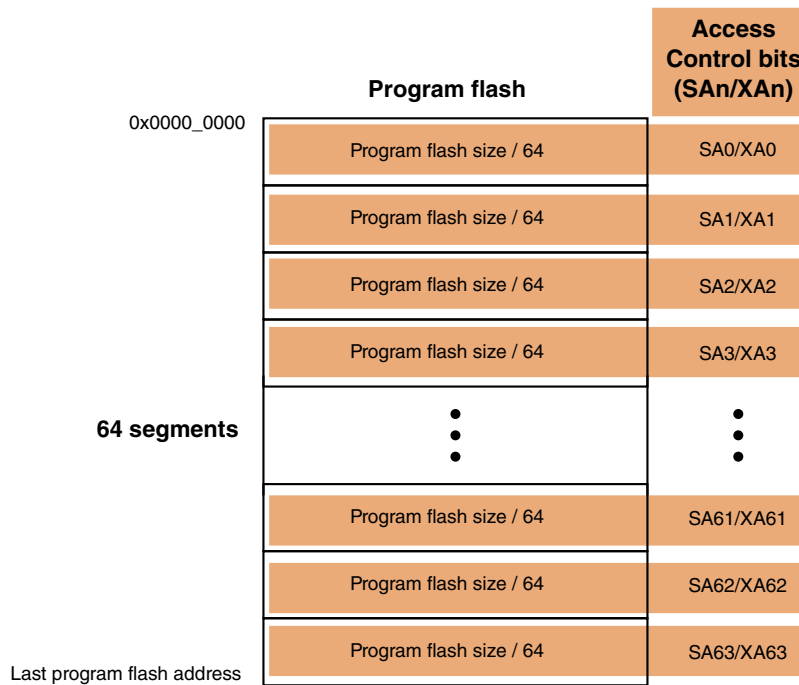 Access
Control bits
(SAn/XAn)
Program flash
0x0000_0000
Program flash size / 64
SA0/XA0
Program flash size / 64
SA1/XA1
Program flash size / 64
SA2/XA2
Program flash size / 64
SA3/XA3
64 segments
Program flash size / 64
SA61/XA61
Program flash size / 64
SA62/XA62
Program flash size / 64
SA63/XA63
Last program flash address